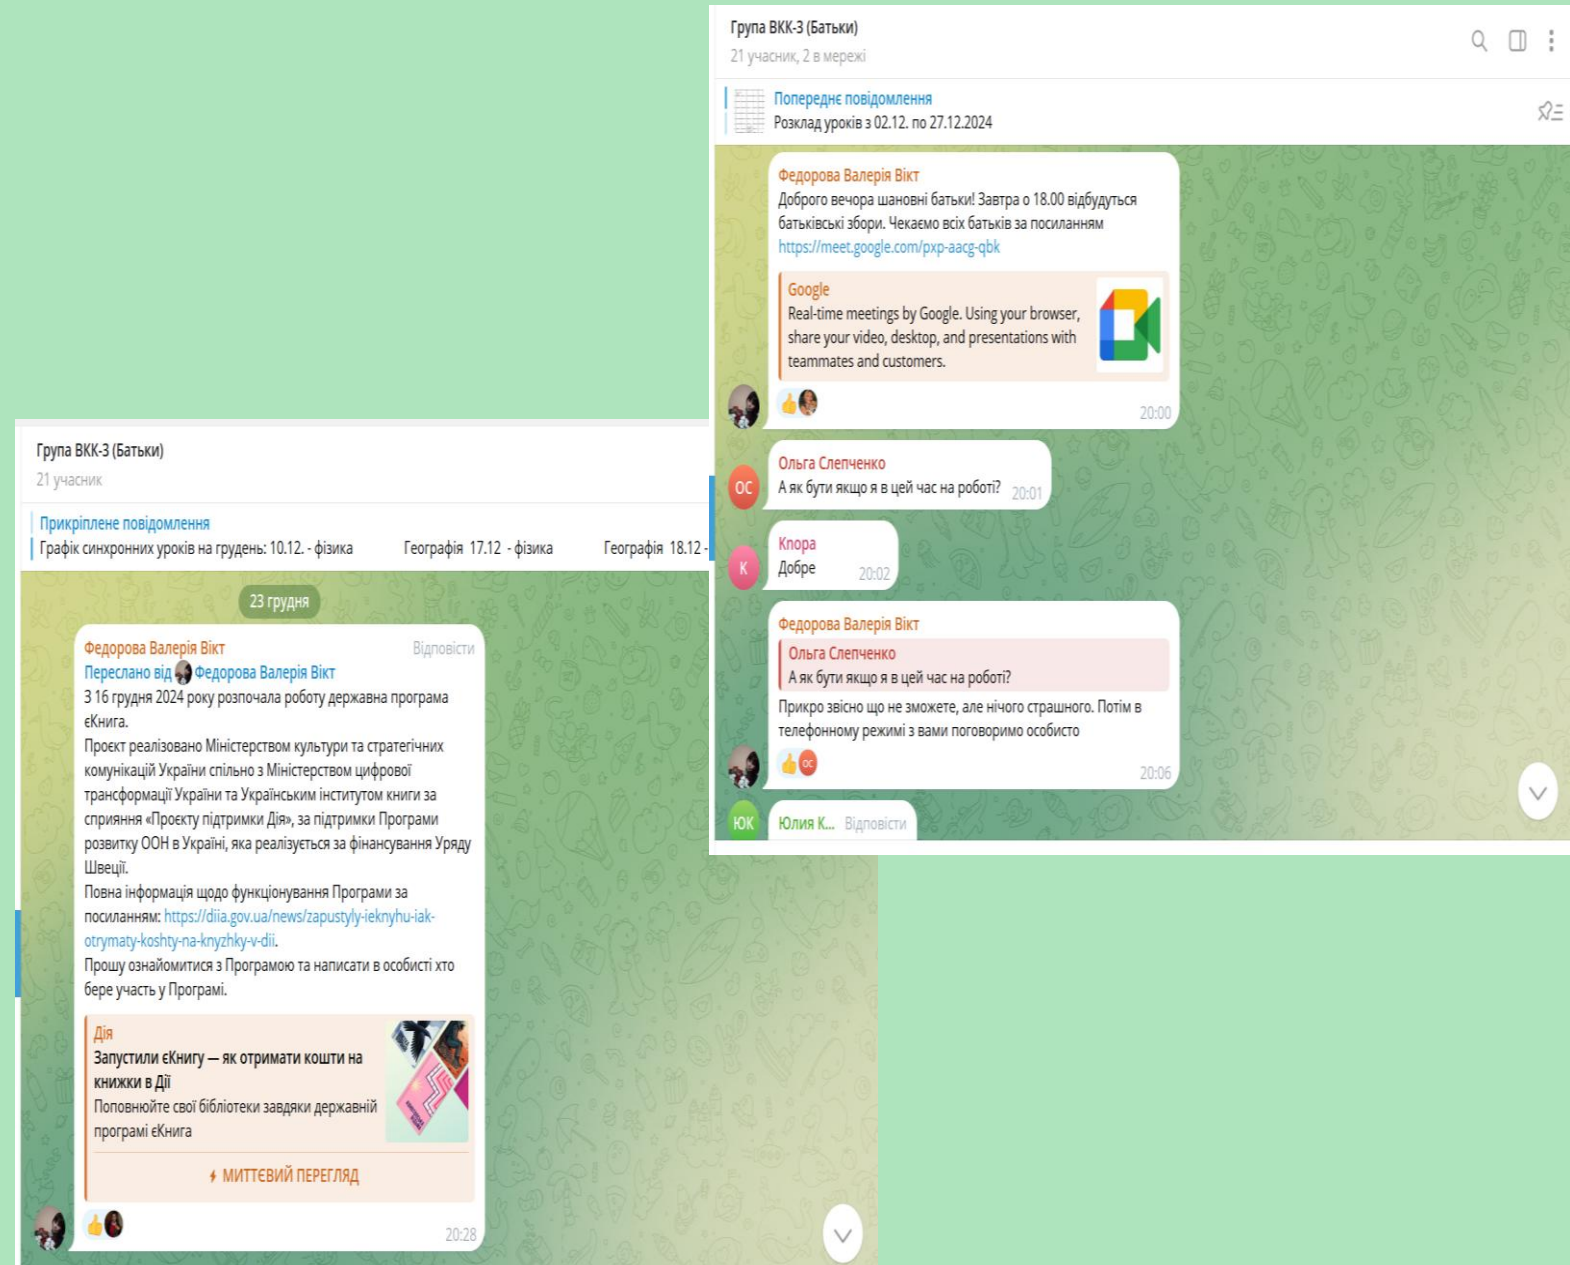 Група ВКК-3 (Батьки)
21 учасник, 2 в мережі
Попереднє повідомлення
Розклад уроків з 02.12. по 27.12.2024
Федорова Валерія Вікт
Доброго вечора шановні батьки! Завтра о 18.00 відбудуться
батьківські збори. Чекаємо всіх батьків за посиланням
https://meet.google.com/pxp-aacg-qbk
Google
Real-time meetings by Google. Using your browser,
share your video, desktop, and presentations with
teammates and customers.
20:00
ОС
Ольга Слепченко
А як бути якщо я в цей час на роботі? 20:01
К
Кпора
Добре 20:02
Федорова Валерія Вікт
Ольга Слепченко
А як бути якщо я в цей час на роботі?
Прикро звісно що не зможете, але нічого страшного. Потім в
телефонному режимі з вами поговоримо особисто
ОС
20:06
ЮК
Юлия К... Відповісти
Група ВКК-3 (Батьки)
21 учасник
Прикріплене повідомлення
Графік синхронних уроків на грудень: 10.12. - фізика Географія 17.12 - фізика Географія 18.12 -
23 грудня
Федорова Валерія Вікт Відповісти
Переслано від Федорова Валерія Вікт
З 16 грудня 2024 року розпочала роботу державна програма
єКнига.
Проєкт реалізовано Міністерством культури та стратегічних
комунікацій України спільно з Міністерством цифрової
трансформації України та Українським інститутом книги за
сприяння «Проєкту підтримки Дія», за підтримки Програми
розвитку ООН в Україні, яка реалізується за фінансування Уряду
Швеції.
Повна інформація щодо функціонування Програми за
посиланням: https://diia.gov.ua/news/zapustyly-ieknyhu-iak-
otrymaty-koshty-na-knyzhky-v-dii.
Прошу ознайомитися з Програмою та написати в особисті хто
бере участь у Програмі.
Дія
Запустили єКнигу — як отримати кошти на
книжки в Дії
Поповнюйте свої бібліотеки завдяки державній
програмі єКнига
МИТТЄВИЙ ПЕРЕГЛЯД
20:28